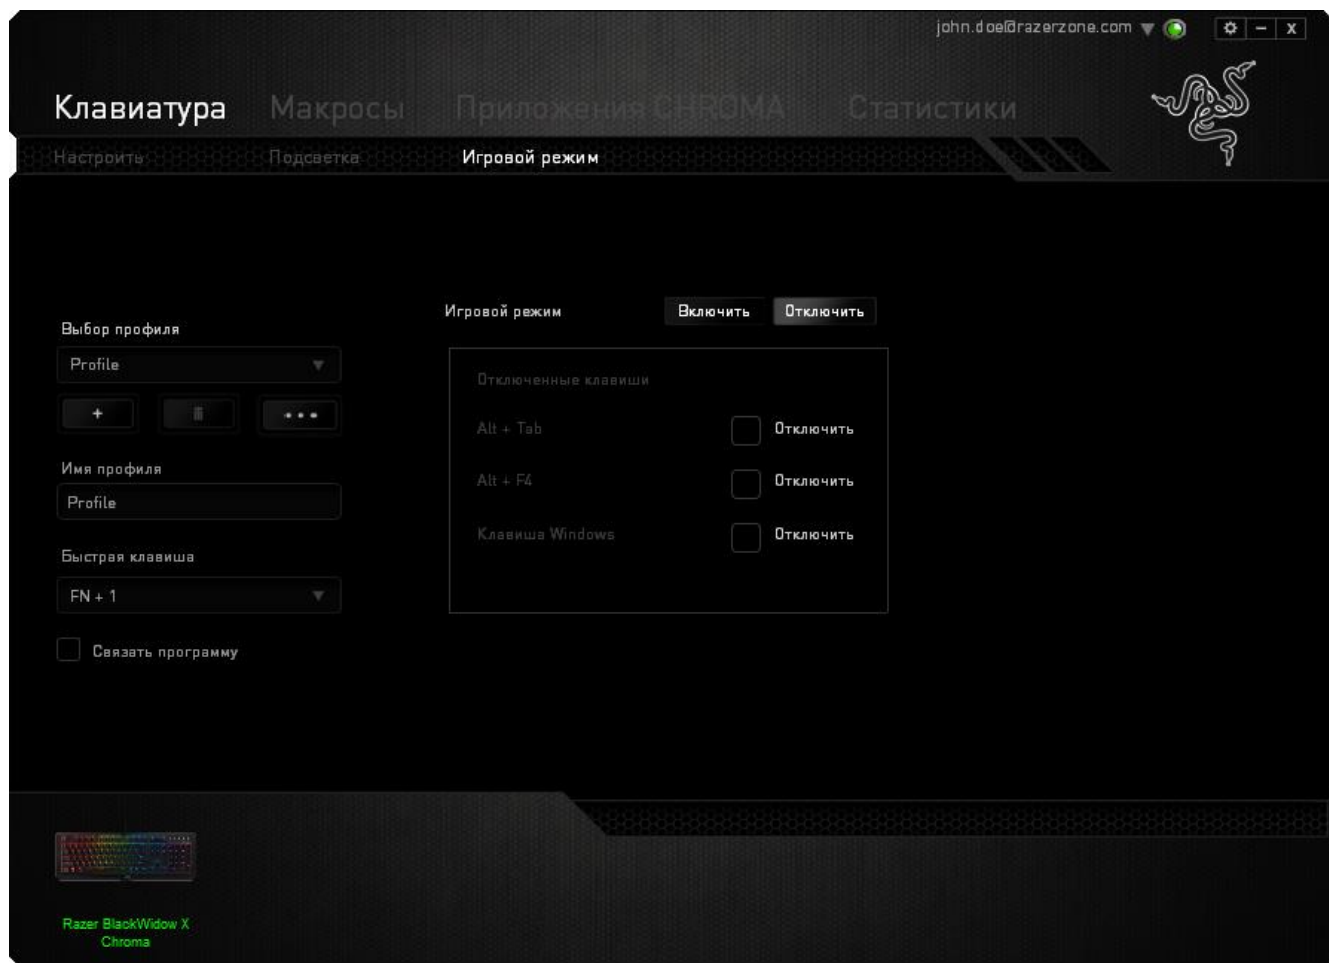 john.doe@razerzone.com
Клавиатура Макросы Приложения CHROMA Статистики
Настроить Подсветка Игровой режим
Игровой режим Включить Отключить
Выбор профиля
Profile
Отключенные клавиши
Alt + Tab Отключить
Имя профиля
Alt + F4 Отключить
Profile
Клавиша Windows Отключить
Быстрая клавиша
FN + 1
Связать программу
Razer BlackWidow X
Chroma